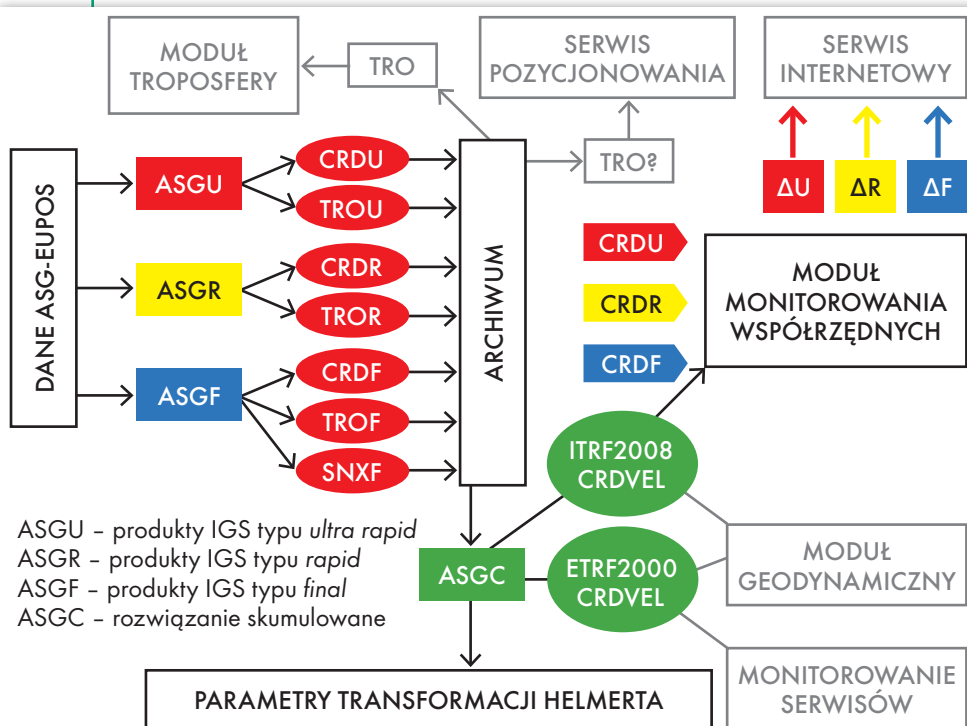 MODUŁ
TROPOSFERY
TRO
SERWIS
POZYCJONOWANIA
SERWIS
INTERNETOWY
TRO?
ΔU
ΔR
ΔF
DANE ASG-EUPOS
ASGU
ASGR
ASGF
CRDU
TROU
CRDR
TROR
CRDF
TROF
SNXF
ARCHIWUM
CRDU
CRDR
CRDF
MODUŁ
MONITOROWANIA
WSPÓŁRZĘDNYCH
ITRF2008
CRDVEL
ASGC
ETRF2000
CRDVEL
MODUŁ
GEODYNAMICZNY
MONITOROWANIE
SERWISÓW
ASGU – produkty IGS typu ultra rapid
ASGR – produkty IGS typu rapid
ASGF – produkty IGS typu final
ASGC – rozwiązanie skumulowane
PARAMETRY TRANSFORMACJI HELMERTA